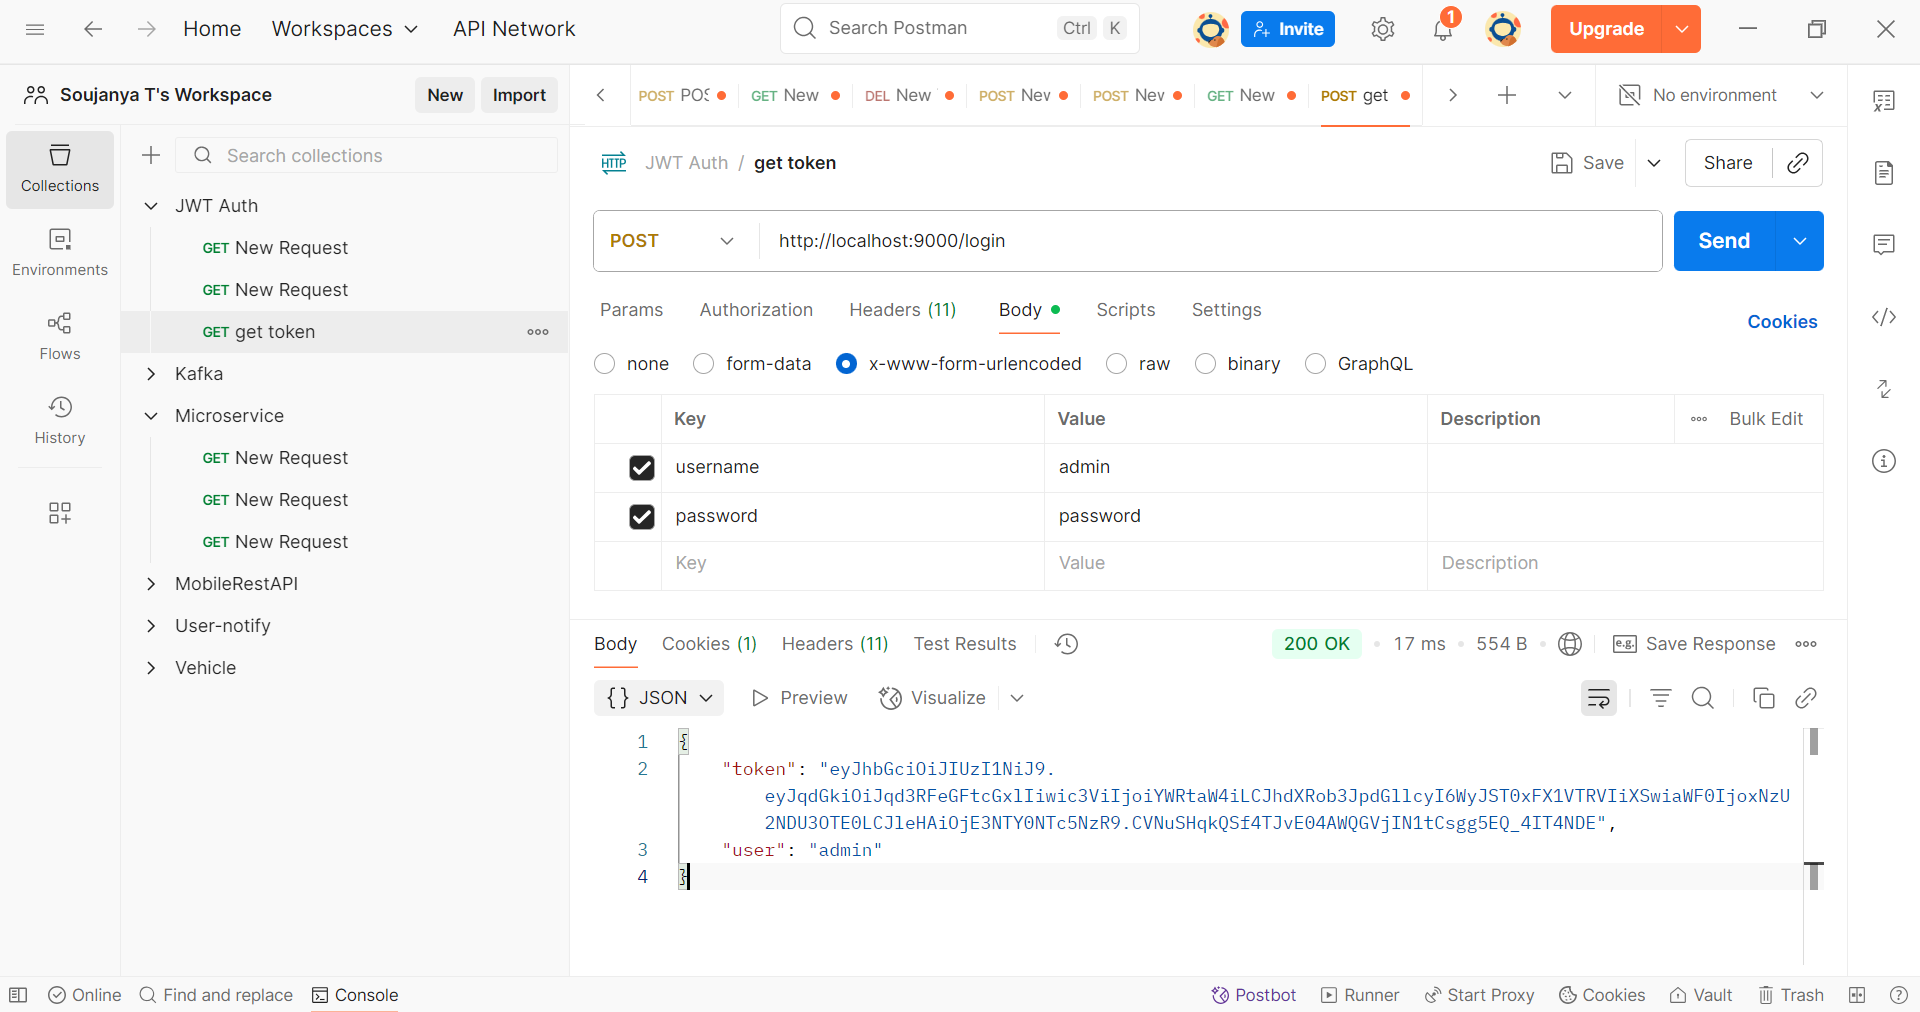 Home Workspaces API Network Search Postman Ctrl K Invite 1 Upgrade
Soujanya T's Workspace New Import
POST POS GET New DEL New POST New POST New GET New POST get No environment
Collections
Environments
Flows
History
Search collections
JWT Auth
GET New Request
GET New Request
GET get token
Kafka
Microservice
GET New Request
GET New Request
GET New Request
MobileRestAPI
User-notify
Vehicle
HTTP JWT Auth / get token Save Share
POST http://localhost:9000/login Send
Params Authorization Headers (11) Body Scripts Settings Cookies
none form-data x-www-form-urlencoded raw binary GraphQL
Key Value Description Bulk Edit
username admin
password password
Key Value Description
Body Cookies (1) Headers (11) Test Results 200 OK 17 ms 554 B e.g. Save Response
{} JSON Preview Visualize
1 {
2 "token": "eyJhbGciOiJIUzI1NiJ9.
eyJqdGkiOiJqd3RFeGFtcGxlIiwic3ViIjoiYWRtaW4iLCJhdXRob3JpdGllcyI6WyJST0xFX1VTRVIiXSwiaWF0IjoxNzU
2NDU3OTE0LCJleHAiOjE3NTY0NTc5NzR9.CVNuSHqkQSf4TJvE04AWQGVjIN1tCsgg5EQ_4IT4NDE",
3 "user": "admin"
4 }
Online Find and replace Console Postbot Runner Start Proxy Cookies Vault Trash